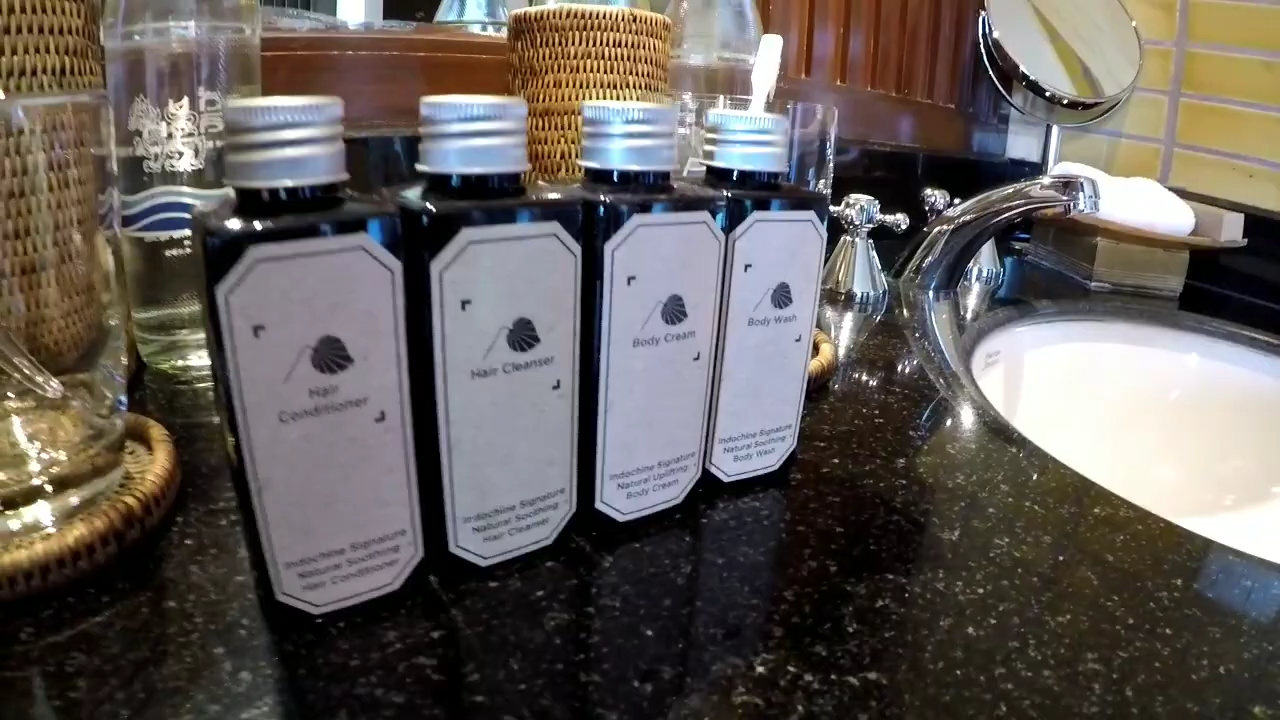 Hair
Conditioner
Indochine Signature
Natural Soothing
Hair Conditioner
Hair Cleanser
Indochine Signature
Natural Soothing
Hair Cleanser
Body Cream
Indochine Signature
Natural Uplifting
Body Cream
Body Wash
Indochine Signature
Natural Soothing
Body Wash